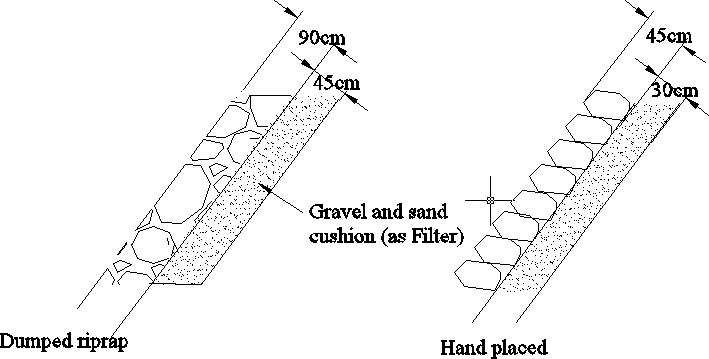 90cm
45cm
45cm
30cm
Gravel and sand
cushion (as Filter)
Dumped riprap
Hand placed